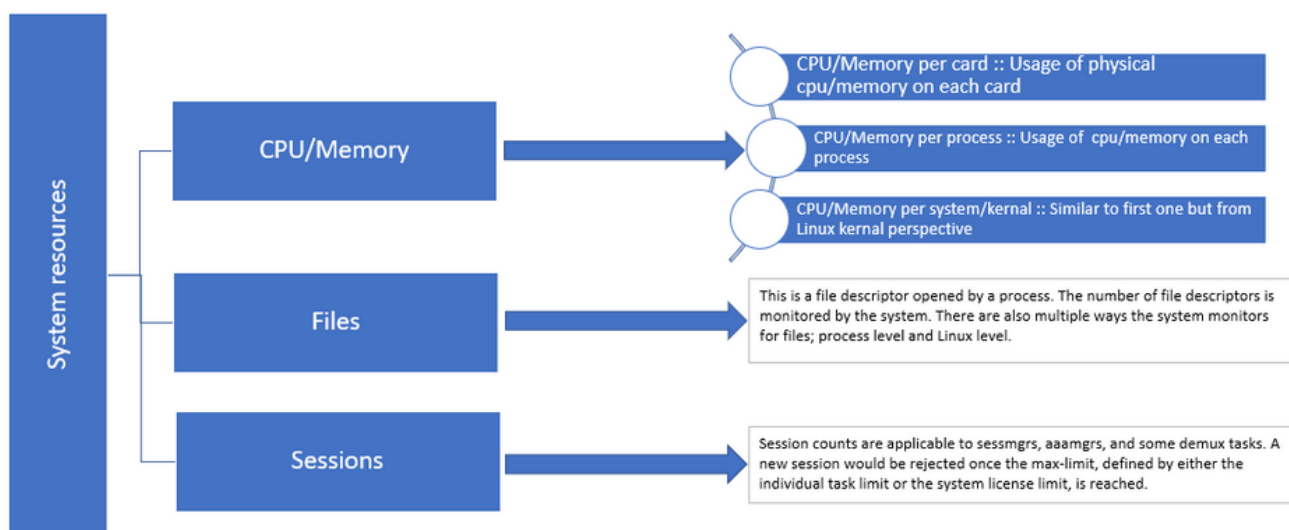 System resources
CPU/Memory
CPU/Memory per card :: Usage of physical
cpu/memory on each card
CPU/Memory per process :: Usage of cpu/memory on each
process
CPU/Memory per system/kernel :: Similar to first one but from
Linux kernal perspective
Files
This is a file descriptor opened by a process. The number of file descriptors is
monitored by the system. There are also multiple ways the system monitors
for files; process level and Linux level.
Sessions
Session counts are applicable to sessmgrs, aaamgrs, and some demux tasks. A
new session would be rejected once the max-limit, defined by either the
individual task limit or the system license limit, is reached.